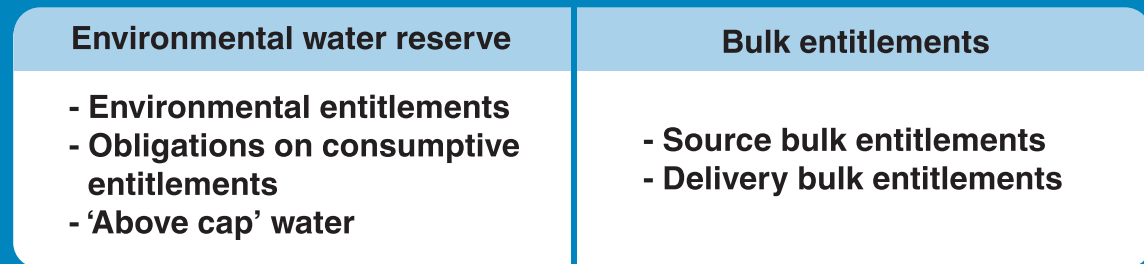 Environmental water reserve
- Environmental entitlements
- Obligations on consumptive
entitlements
- ‘Above cap’ water
Bulk entitlements
- Source bulk entitlements
- Delivery bulk entitlements